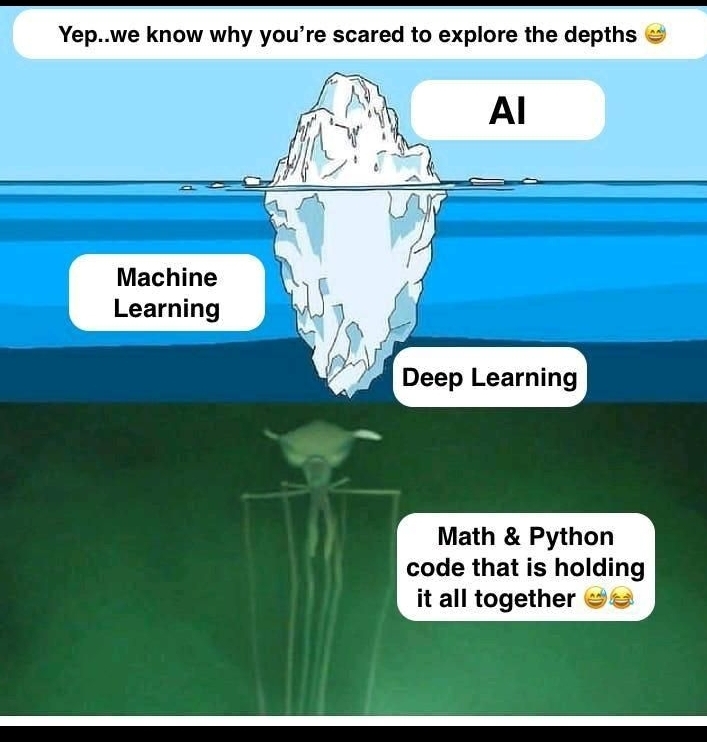 Yep..we know why you're scared to explore the depths 😅
AI
Machine
Learning
Deep Learning
Math & Python
code that is holding
it all together 😅😂